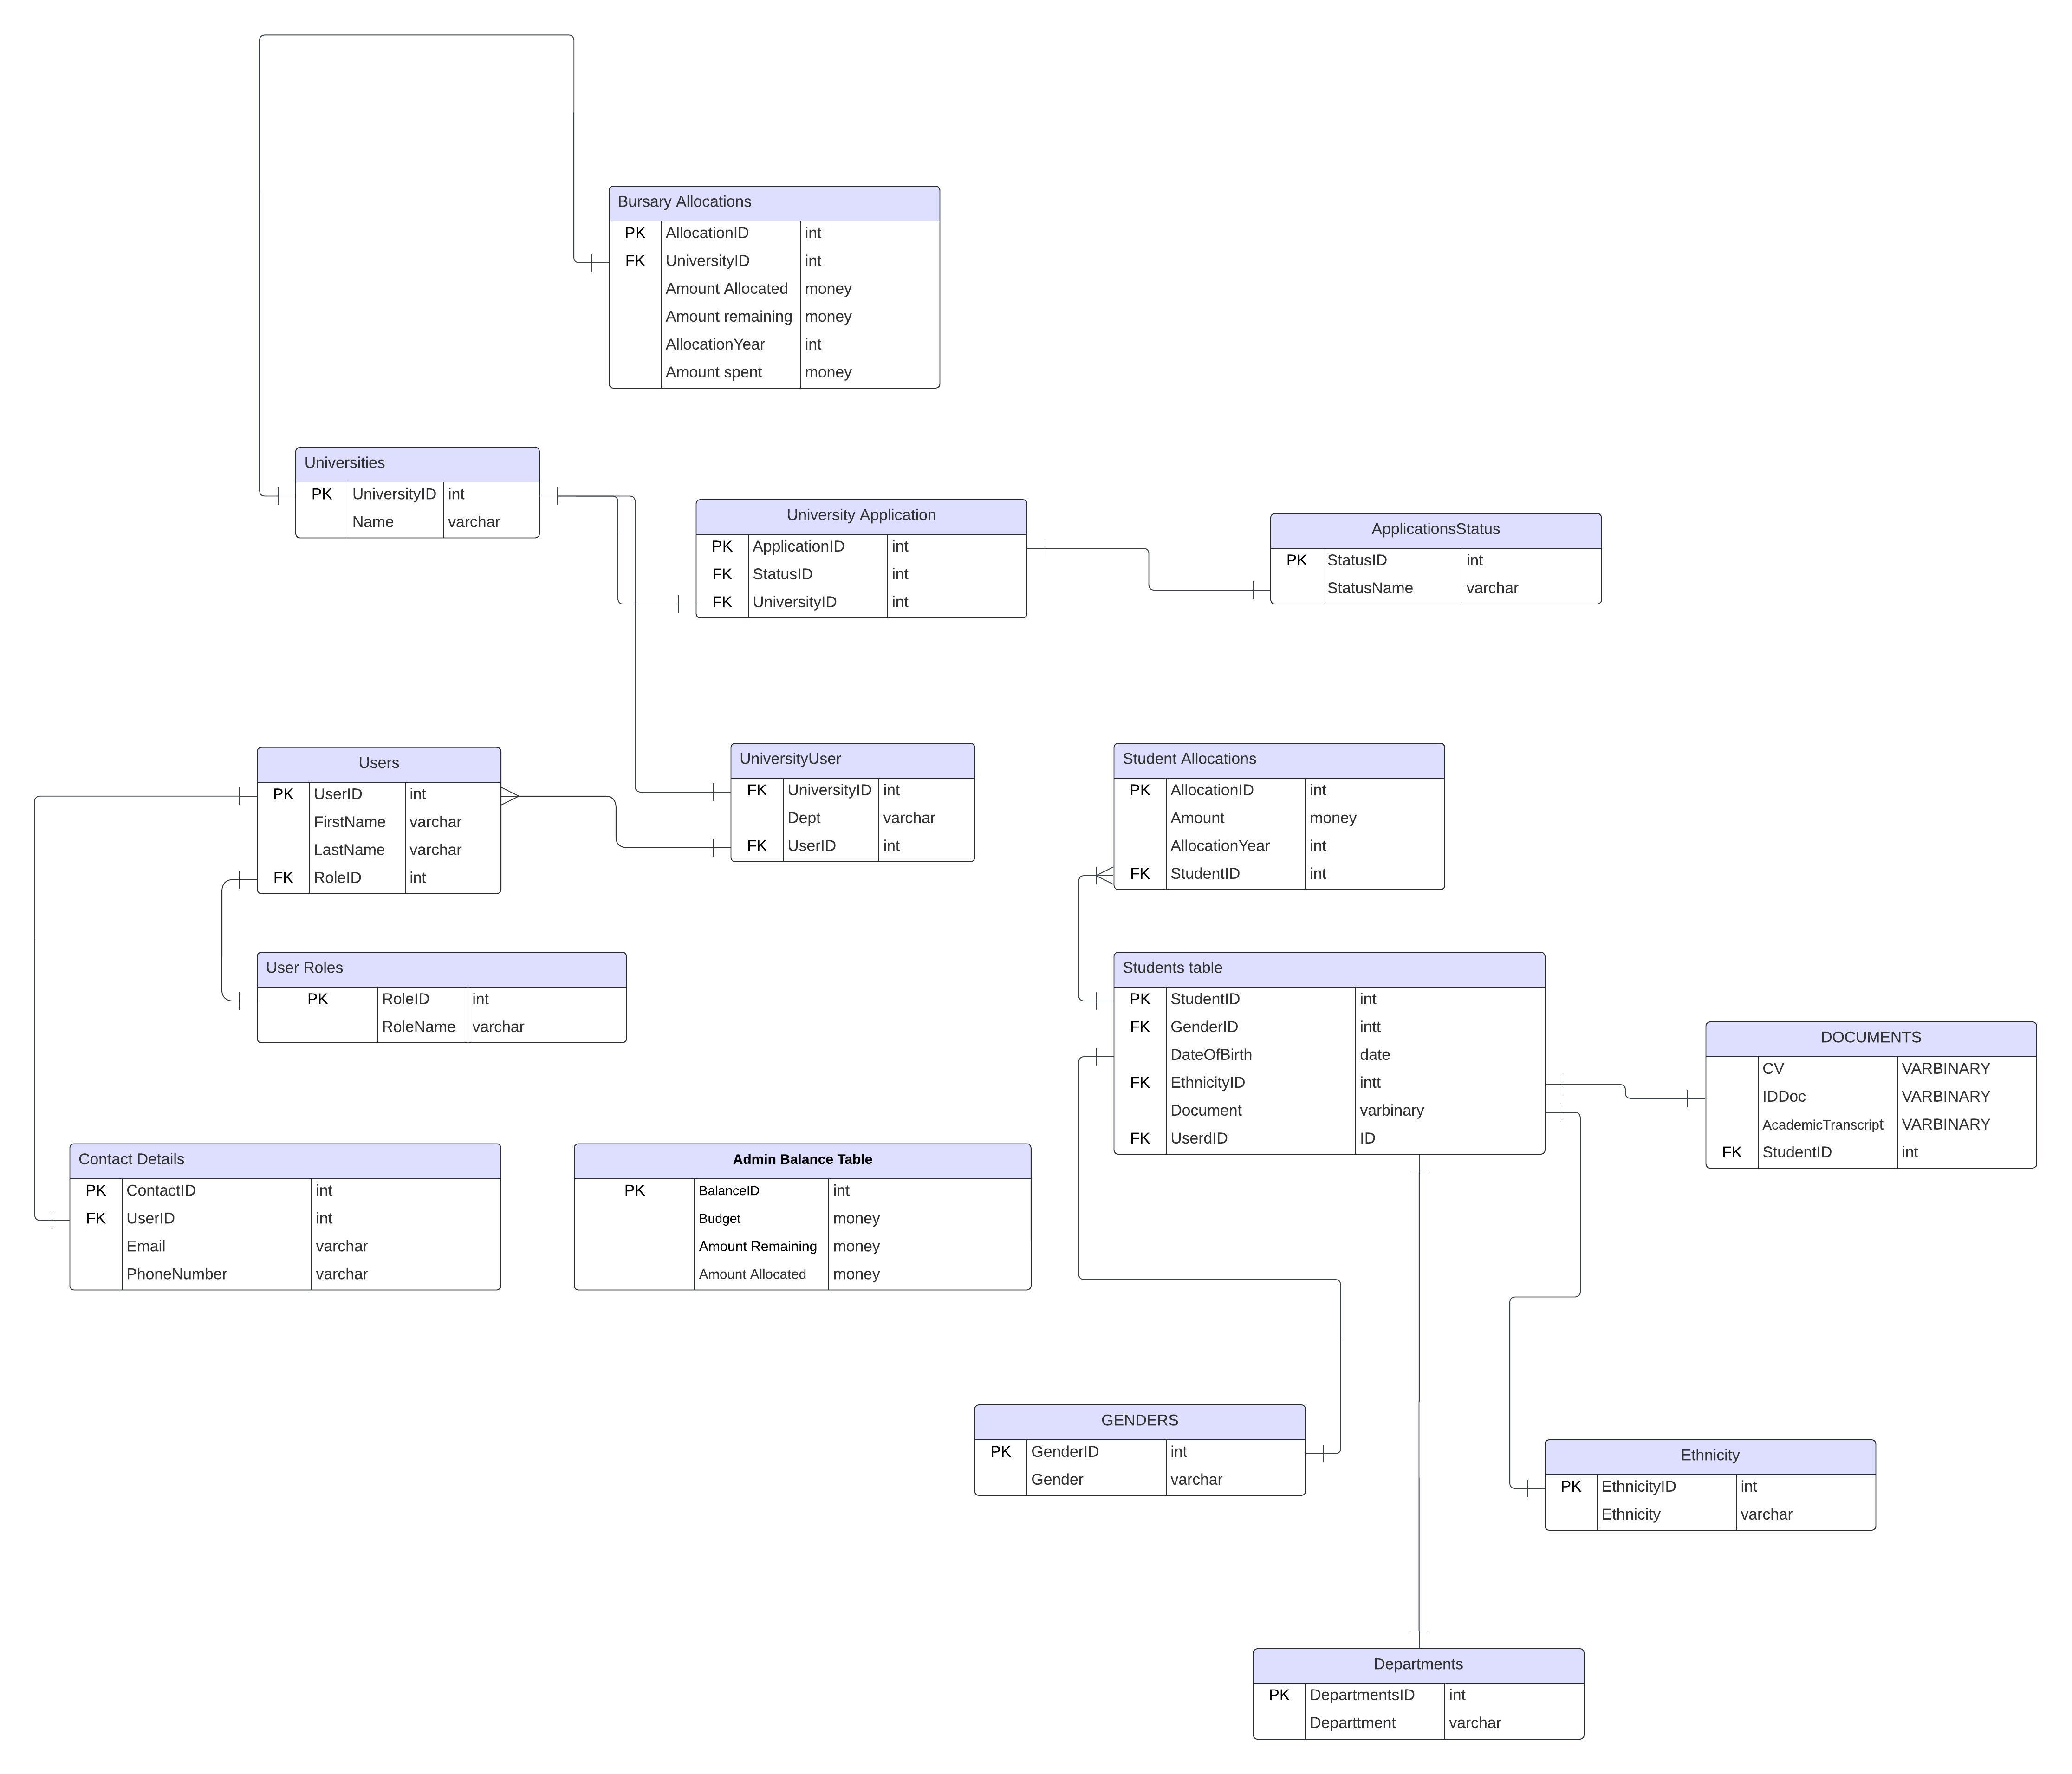 Bursary Allocations
PK AllocationID int
FK UniversityID int
Amount Allocated money
Amount remaining money
AllocationYear int
Amount spent money
Universities
PK UniversityID int
Name varchar
University Application
PK ApplicationID int
FK StatusID int
FK UniversityID int
ApplicationsStatus
PK StatusID int
StatusName varchar
Users
PK UserID int
FirstName varchar
LastName varchar
FK RoleID int
UniversityUser
FK UniversityID int
Dept varchar
FK UserID int
Student Allocations
PK AllocationID int
Amount money
AllocationYear int
FK StudentID int
User Roles
PK RoleID int
RoleName varchar
Students table
PK StudentID int
FK GenderID intt
DateOfBirth date
FK EthnicityID intt
Document varbinary
FK UserdID ID
DOCUMENTS
CV VARBINARY
IDDoc VARBINARY
AcademicTranscript VARBINARY
FK StudentID int
Contact Details
PK ContactID int
FK UserID int
Email varchar
PhoneNumber varchar
Admin Balance Table
PK BalanceID int
Budget money
Amount Remaining money
Amount Allocated money
GENDERS
PK GenderID int
Gender varchar
Ethnicity
PK EthnicityID int
Ethnicity varchar
Departments
PK DepartmentsID int
Departtment varchar